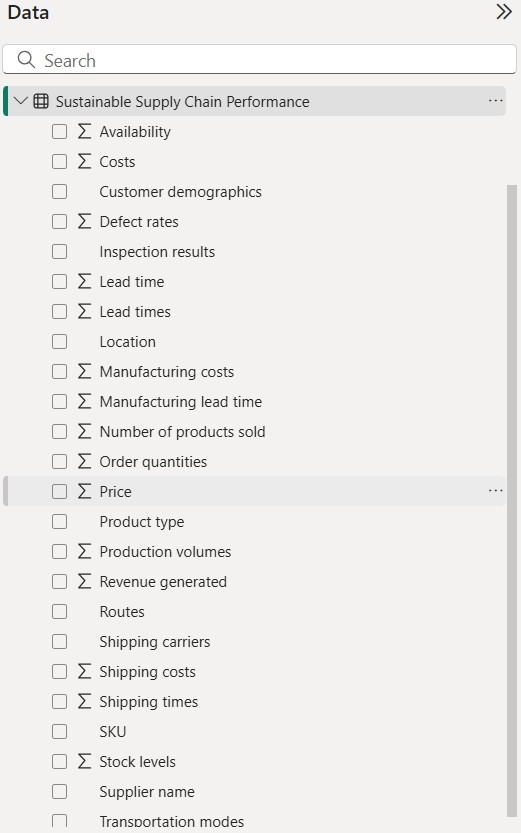 Data
Search
Sustainable Supply Chain Performance
Availability
Costs
Customer demographics
Defect rates
Inspection results
Lead time
Lead times
Location
Manufacturing costs
Manufacturing lead time
Number of products sold
Order quantities
Price
Product type
Production volumes
Revenue generated
Routes
Shipping carriers
Shipping costs
Shipping times
SKU
Stock levels
Supplier name
Transportation modes